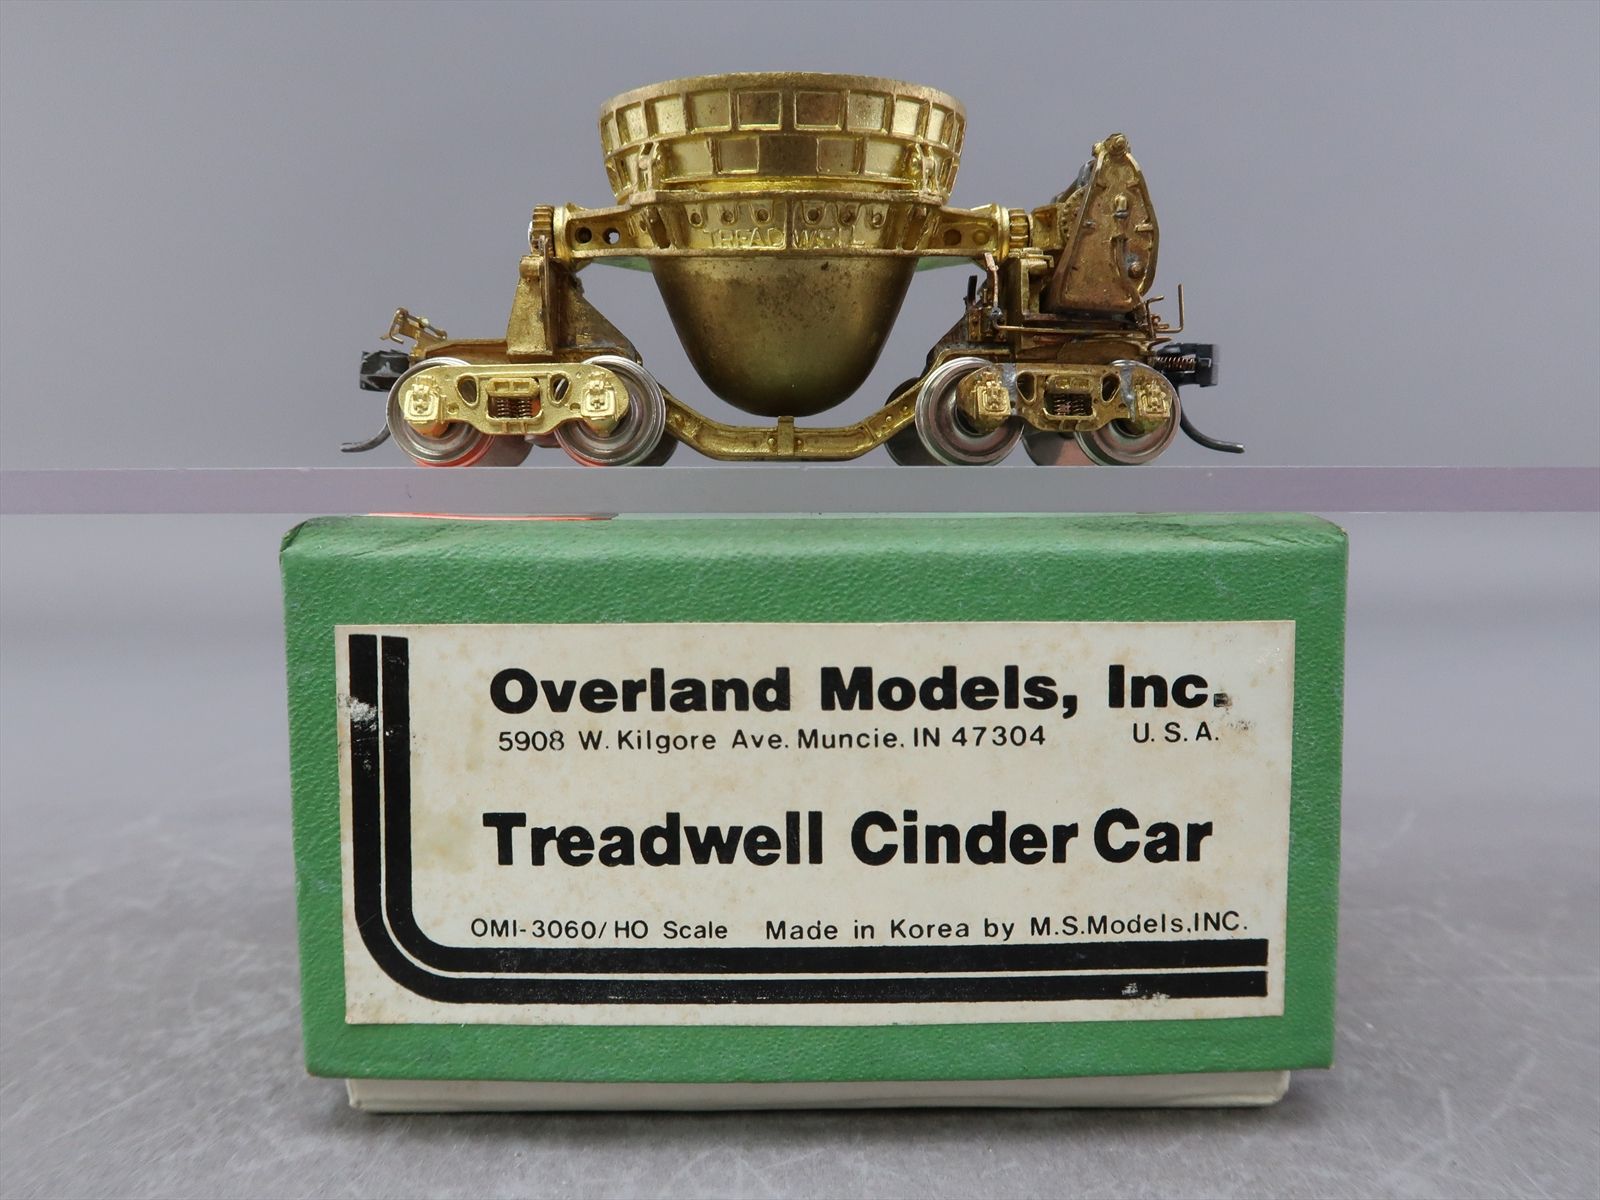 TREADWELL
Overland Models, Inc.
5908 W. Kilgore Ave. Muncie. IN 47304 U.S.A.
Treadwell Cinder Car
OMI-3060/HO Scale Made in Korea by M.S.Models,INC.